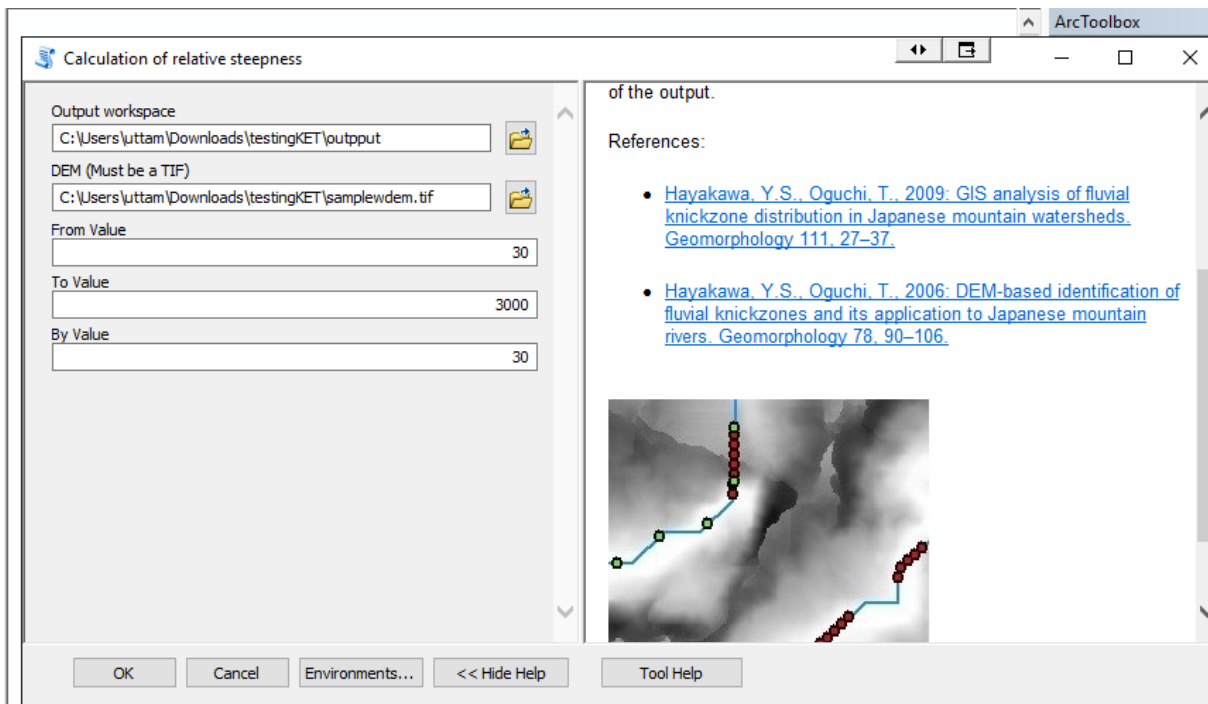 ArcToolbox
Calculation of relative steepness
Output workspace
C:\Users\uttam\Downloads\testingKET\outpput
DEM (Must be a TIF)
C:\Users\uttam\Downloads\testingKET\samplewdem.tif
From Value
30
To Value
3000
By Value
30
of the output.
References:
Hayakawa, Y.S., Oguchi, T., 2009: GIS analysis of fluvial
knickzone distribution in Japanese mountain watersheds.
Geomorphology 111, 27–37.
Hayakawa, Y.S., Oguchi, T., 2006: DEM-based identification of
fluvial knickzones and its application to Japanese mountain
rivers. Geomorphology 78, 90–106.
OK
Cancel
Environments...
<< Hide Help
Tool Help